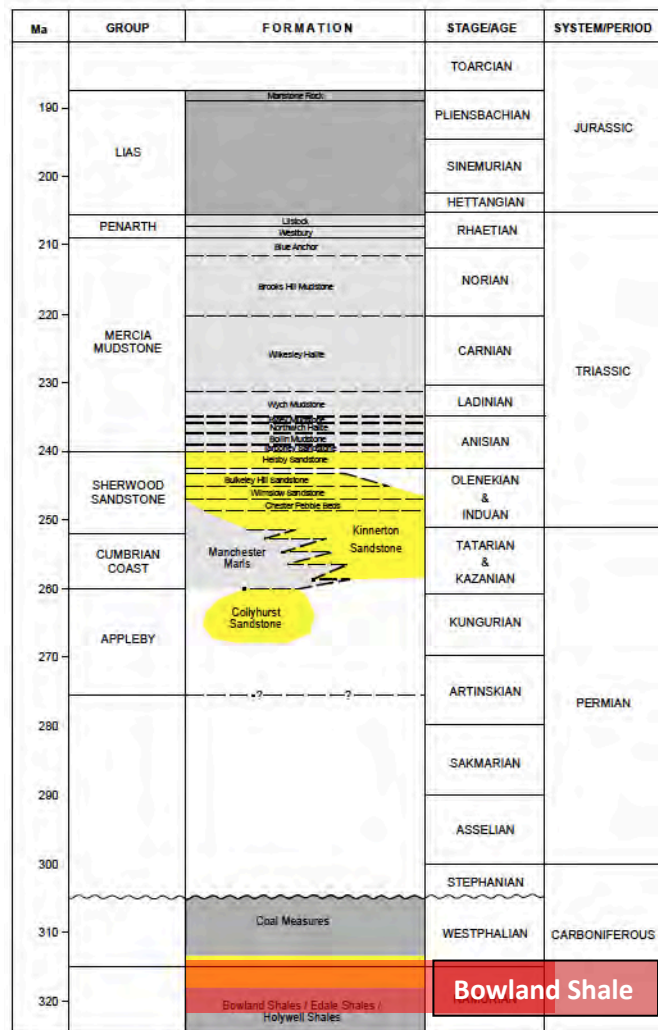 Ma GROUP FORMATION STAGE/AGE SYSTEM/PERIOD
TOARCIAN
Marlstone Rock
190
PLIENSBACHIAN
JURASSIC
LIAS
SINEMURIAN
200
HETTANGIAN
PENARTH
Lilstock
Westbury
RHAETIAN
210
Blue Anchor
Brooks Hill Mudstone
NORIAN
220
MERCIA
MUDSTONE
Wilkesley Halite
CARNIAN
TRIASSIC
230
Wych Mudstone
LADINIAN
Northwich Halite
Bollin Mudstone
ANISIAN
240
Helsby Sandstone
SHERWOOD
SANDSTONE
Bulkeley Hill Sandstone
Wilmslow Sandstone
Chester Pebble Beds
OLENEKIAN
&
INDUAN
250
Kinnerton
Sandstone
Manchester
Marls
CUMBRIAN
COAST
TATARIAN
&
KAZANIAN
260
Collyhurst
Sandstone
KUNGURIAN
APPLEBY
270
? ?
ARTINSKIAN
PERMIAN
280
SAKMARIAN
290
ASSELIAN
300
STEPHANIAN
Coal Measures
310
WESTPHALIAN
CARBONIFEROUS
Bowland Shale
320
Bowland Shales / Edale Shales /
Holywell Shales